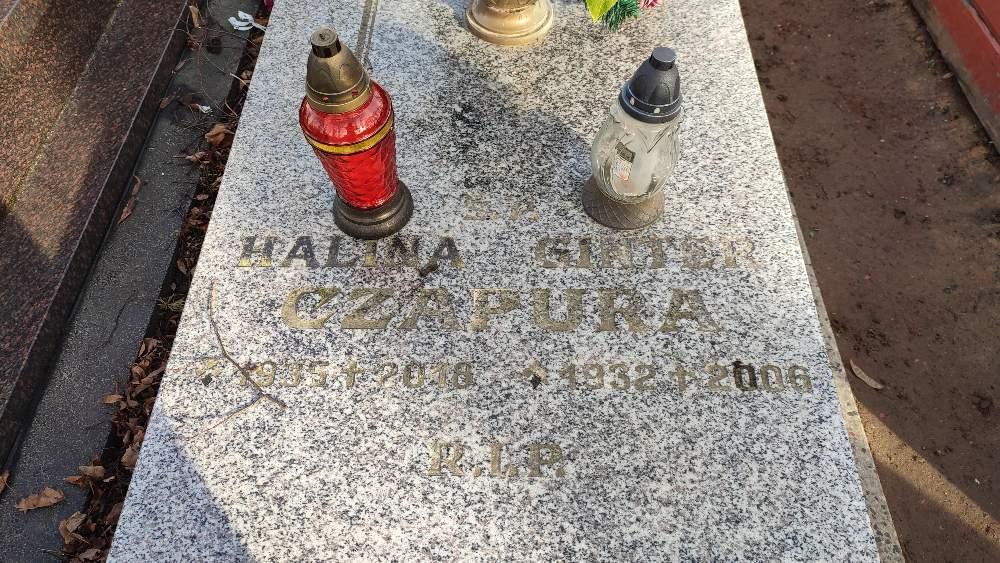 Ś.P.
HALINA GINTER
CZAPURA
* 1935 † 2018 * 1932 † 2006
R.I.P.